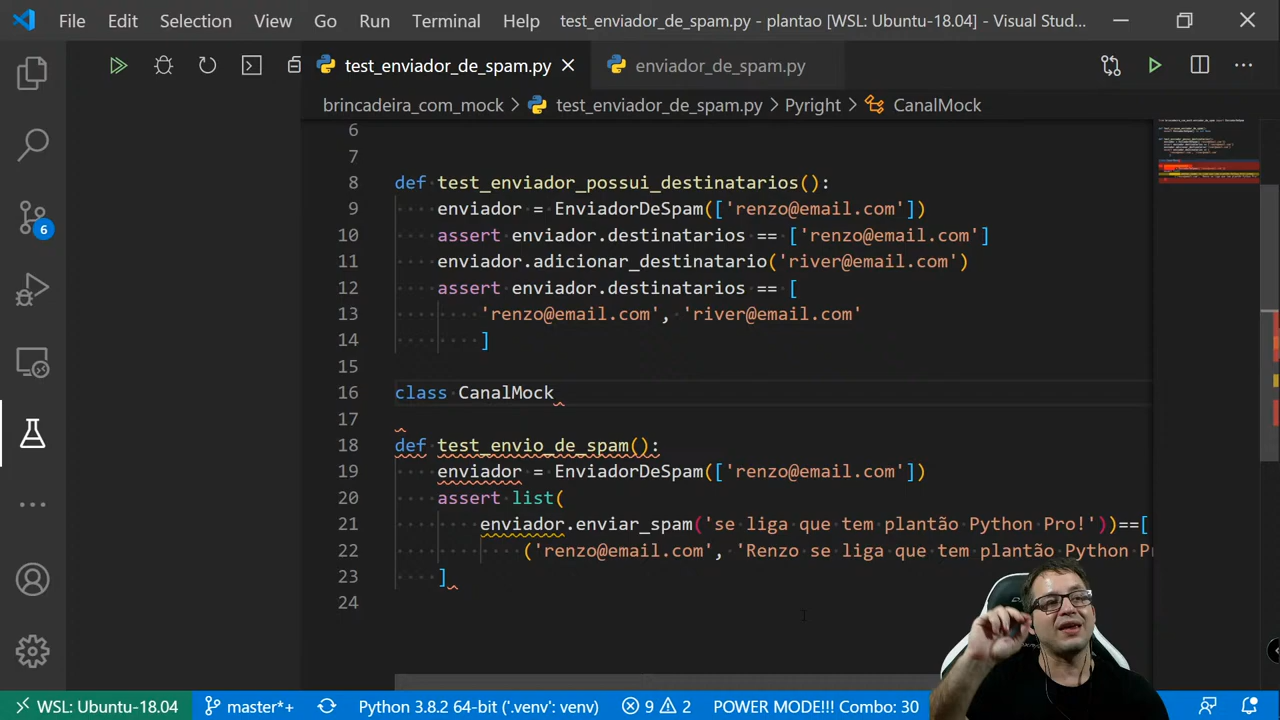 File Edit Selection View Go Run Terminal Help test_enviador_de_spam.py - plantao [WSL: Ubuntu-18.04] - Visual Stud...
test_enviador_de_spam.py enviador_de_spam.py
brincadeira_com_mock > test_enviador_de_spam.py > Pyright > CanalMock
6
7
8 def test_enviador_possui_destinatarios():
9 enviador = EnviadorDeSpam(['renzo@email.com'])
10 assert enviador.destinatarios == ['renzo@email.com']
11 enviador.adicionar_destinatario('river@email.com')
12 assert enviador.destinatarios == [
13 'renzo@email.com', 'river@email.com'
14 ]
15
16 class CanalMock
17
18 def test_envio_de_spam():
19 enviador = EnviadorDeSpam(['renzo@email.com'])
20 assert list(
21 enviador.enviar_spam('se liga que tem plantão Python Pro!'))==[
22 ('renzo@email.com', 'Renzo se liga que tem plantão Python Pr
23 ]
24
6
WSL: Ubuntu-18.04 master*+ Python 3.8.2 64-bit ('.venv': venv) 9 2 POWER MODE!!! Combo: 30